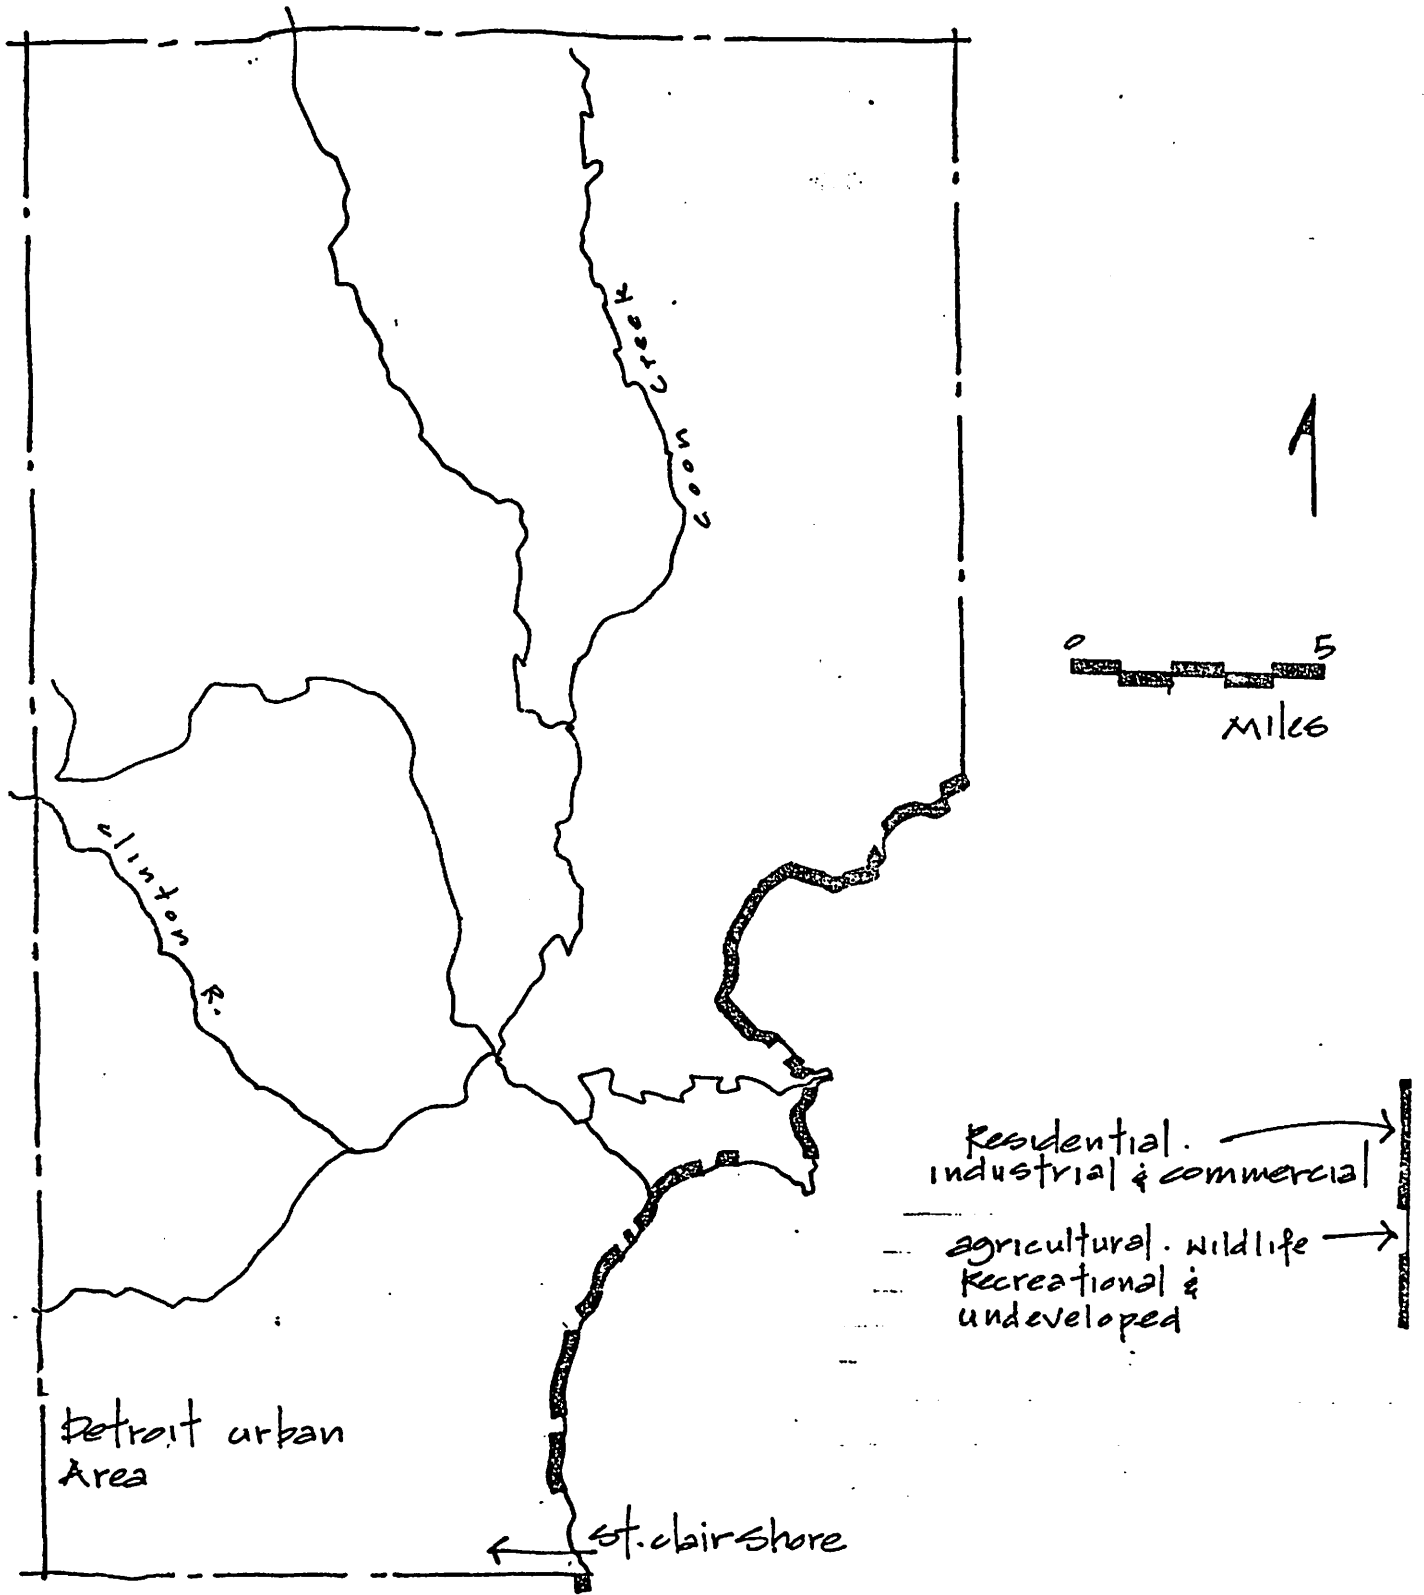 Coon Creek
0 5
Miles
Clinton R.
Residential.
industrial & commercial
agricultural. wildlife
Recreational &
undeveloped
Detroit urban
Area
St. clair shore